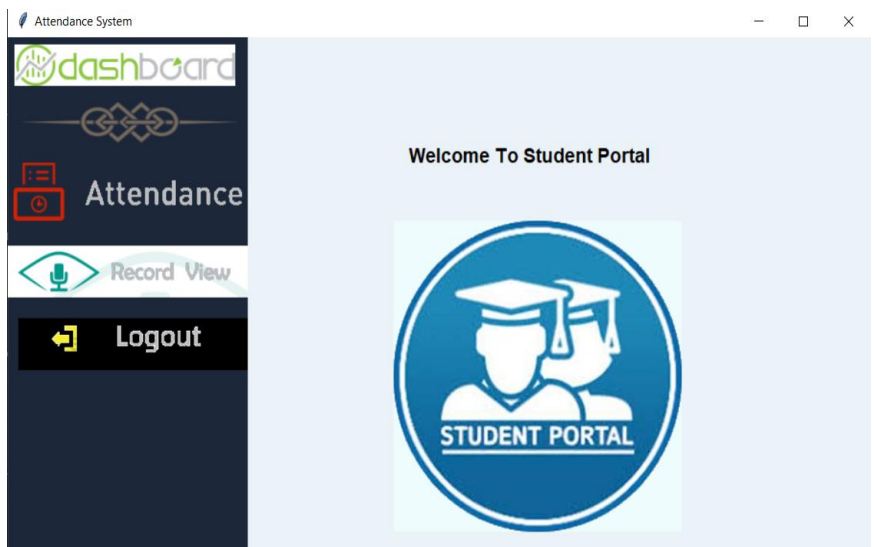 Attendance System
dashboard
Attendance
Record View
Logout
Welcome To Student Portal
STUDENT PORTAL